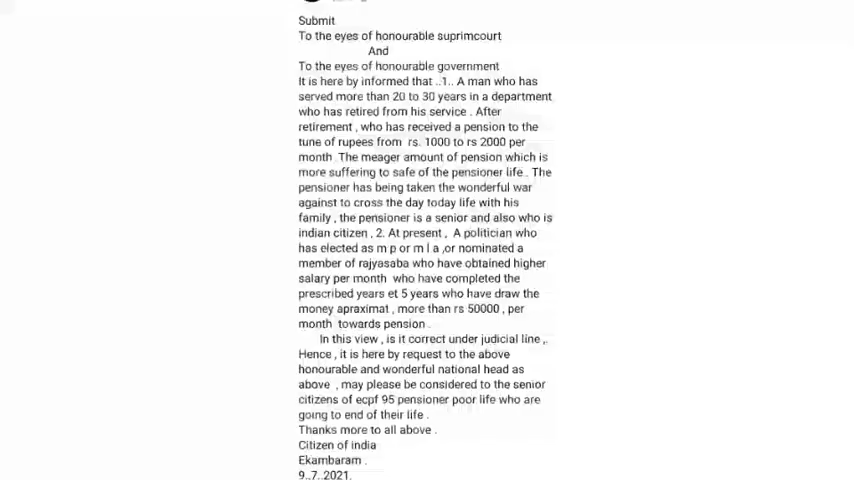 Submit
To the eyes of honourable suprimcourt
And
To the eyes of honourable government
It is here by informed that ..1.. A man who has
served more than 20 to 30 years in a department
who has retired from his service . After
retirement , who has received a pension to the
tune of rupees from rs. 1000 to rs 2000 per
month .The meager amount of pension which is
more suffering to safe of the pensioner life.. The
pensioner has being taken the wonderful war
against to cross the day today life with his
family , the pensioner is a senior and also who is
indian citizen , 2. At present , A politician who
has elected as m p or m l a ,or nominated a
member of rajyasaba who have obtained higher
salary per month who have completed the
prescribed years et 5 years who have draw the
money apraximat , more than rs 50000 , per
month towards pension .
In this view , is it correct under judicial line ,.
Hence , it is here by request to the above
honourable and wonderful national head as
above , may please be considered to the senior
citizens of ecpf 95 pensioner poor life who are
going to end of their life .
Thanks more to all above .
Citizen of india
Ekambaram .
9..7..2021.